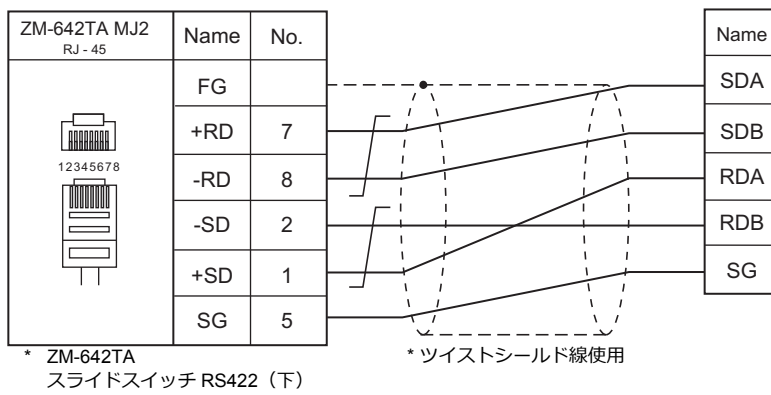 ZM-642TA MJ2 Name No. Name
RJ - 45
FG SDA
+RD 7 SDB
12345678
-RD 8 RDA
-SD 2 RDB
+SD 1 SG
SG 5
* ZM-642TA
スライドスイッチ RS422（下）
* ツイストシールド線使用